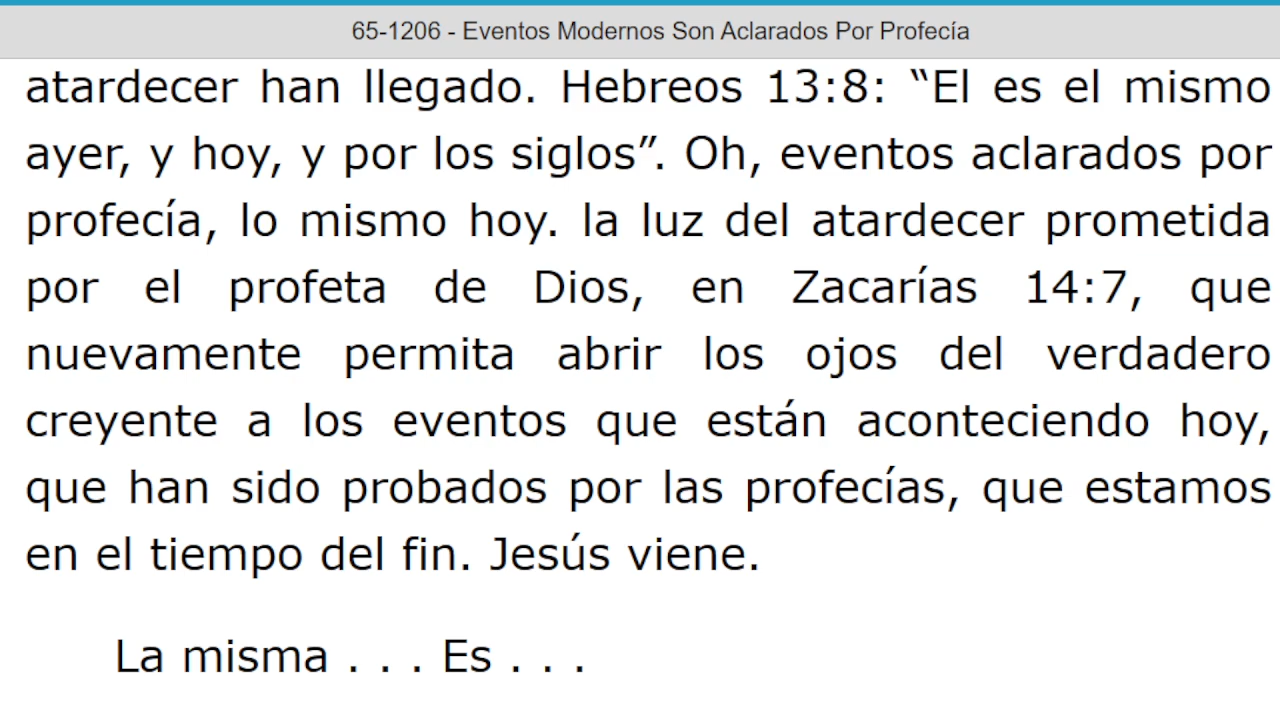 65-1206 - Eventos Modernos Son Aclarados Por Profecía
atardecer han llegado. Hebreos 13:8: “El es el mismo
ayer, y hoy, y por los siglos”. Oh, eventos aclarados por
profecía, lo mismo hoy. la luz del atardecer prometida
por el profeta de Dios, en Zacarías 14:7, que
nuevamente permita abrir los ojos del verdadero
creyente a los eventos que están aconteciendo hoy,
que han sido probados por las profecías, que estamos
en el tiempo del fin. Jesús viene.
La misma . . . Es . . .